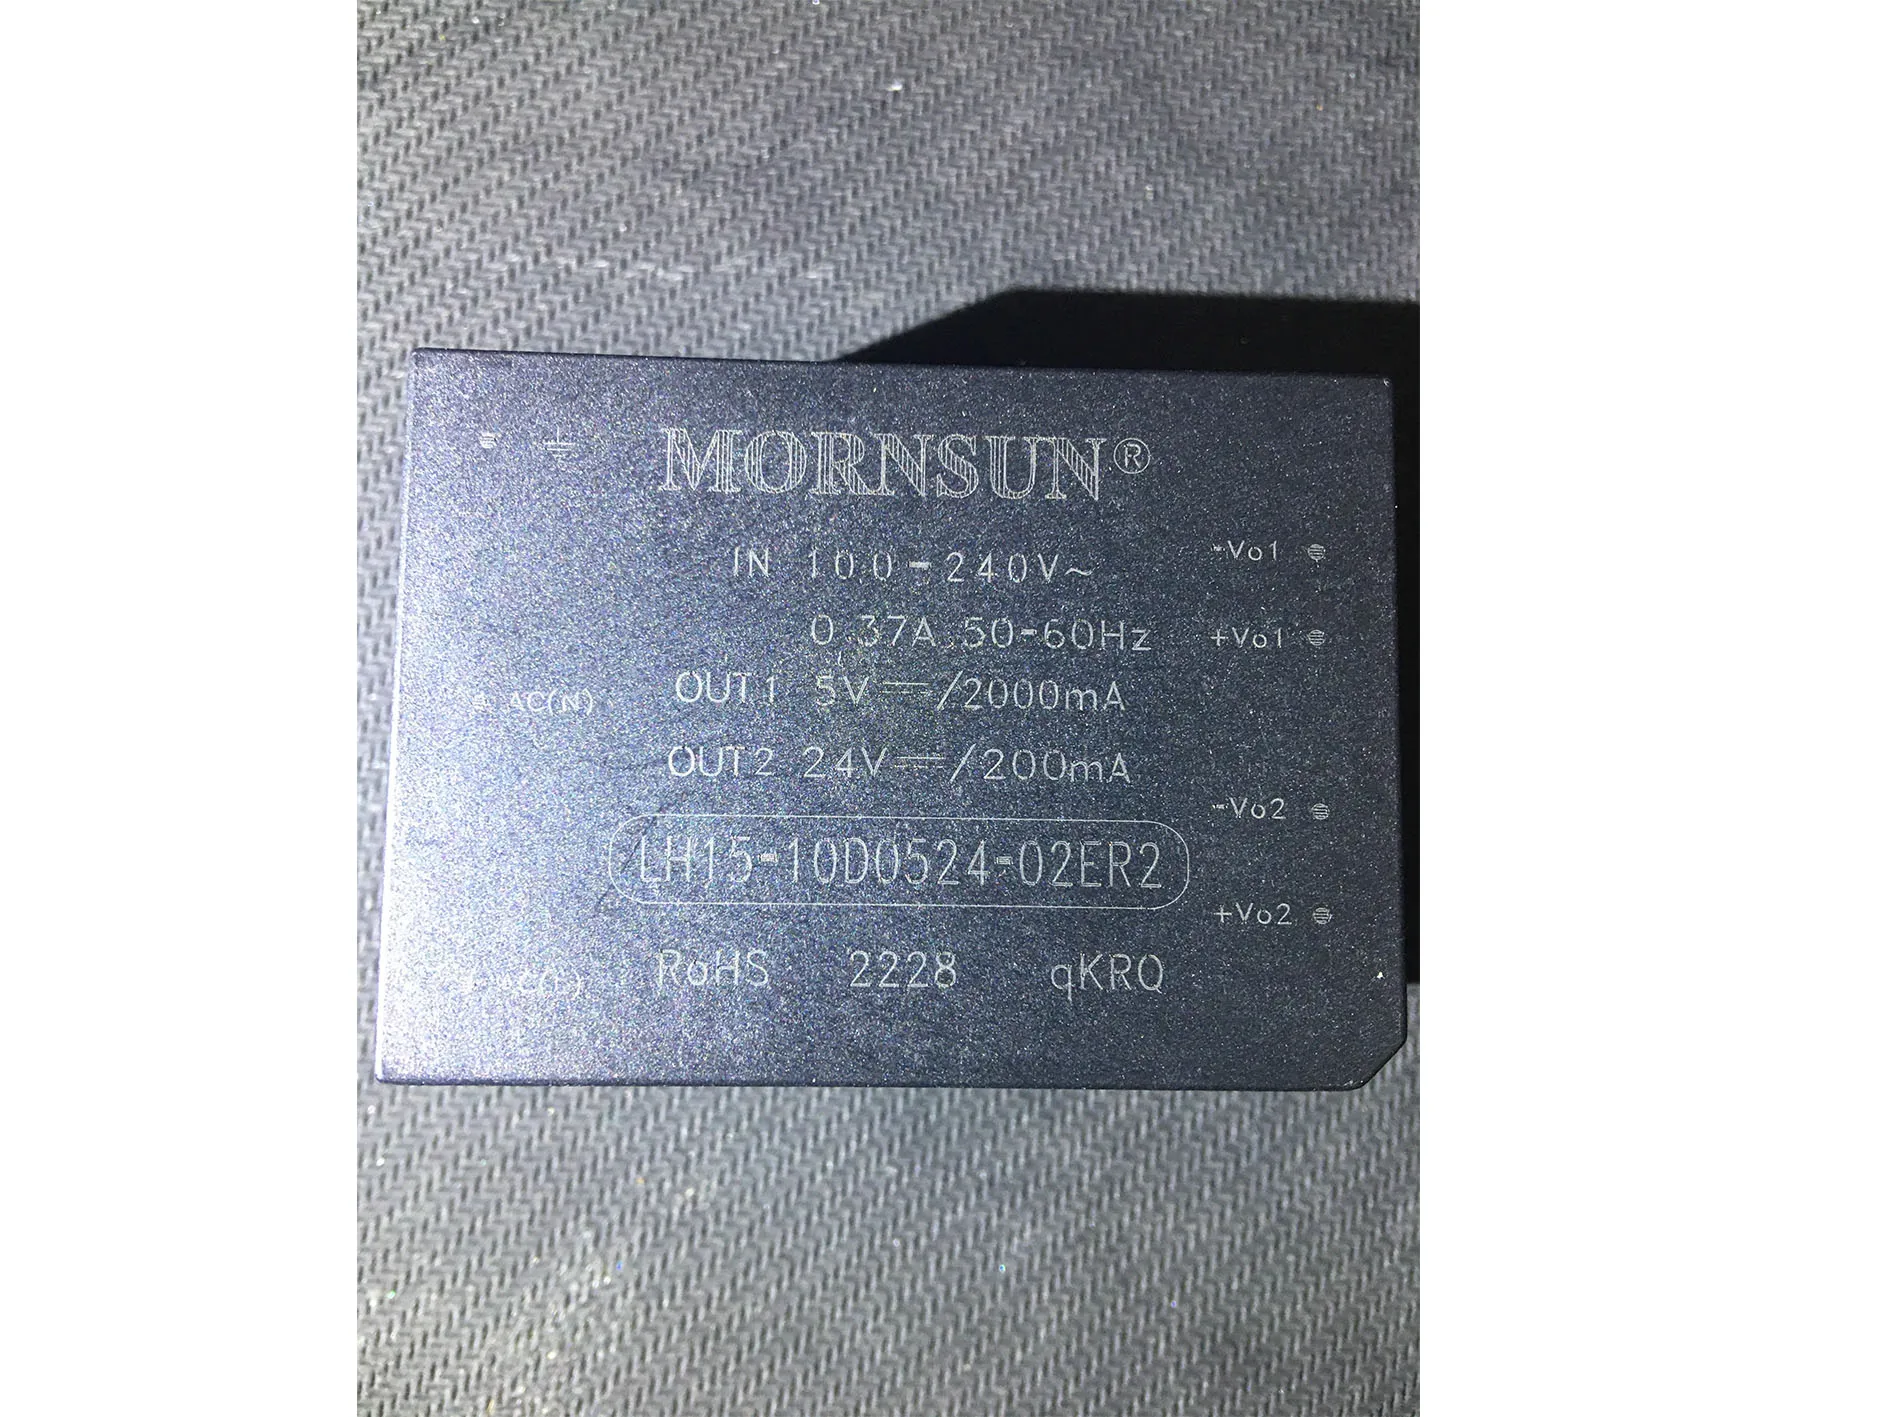 MORNSUN®
IN 100-240V~
-Vo1
0.37A 50-60Hz
+Vo1
OUT1 5V⎓/2000mA
AC(N)
OUT2 24V⎓/200mA
-Vo2
LH15-10D0524-02ER2
+Vo2
RoHS 2228 qKRQ